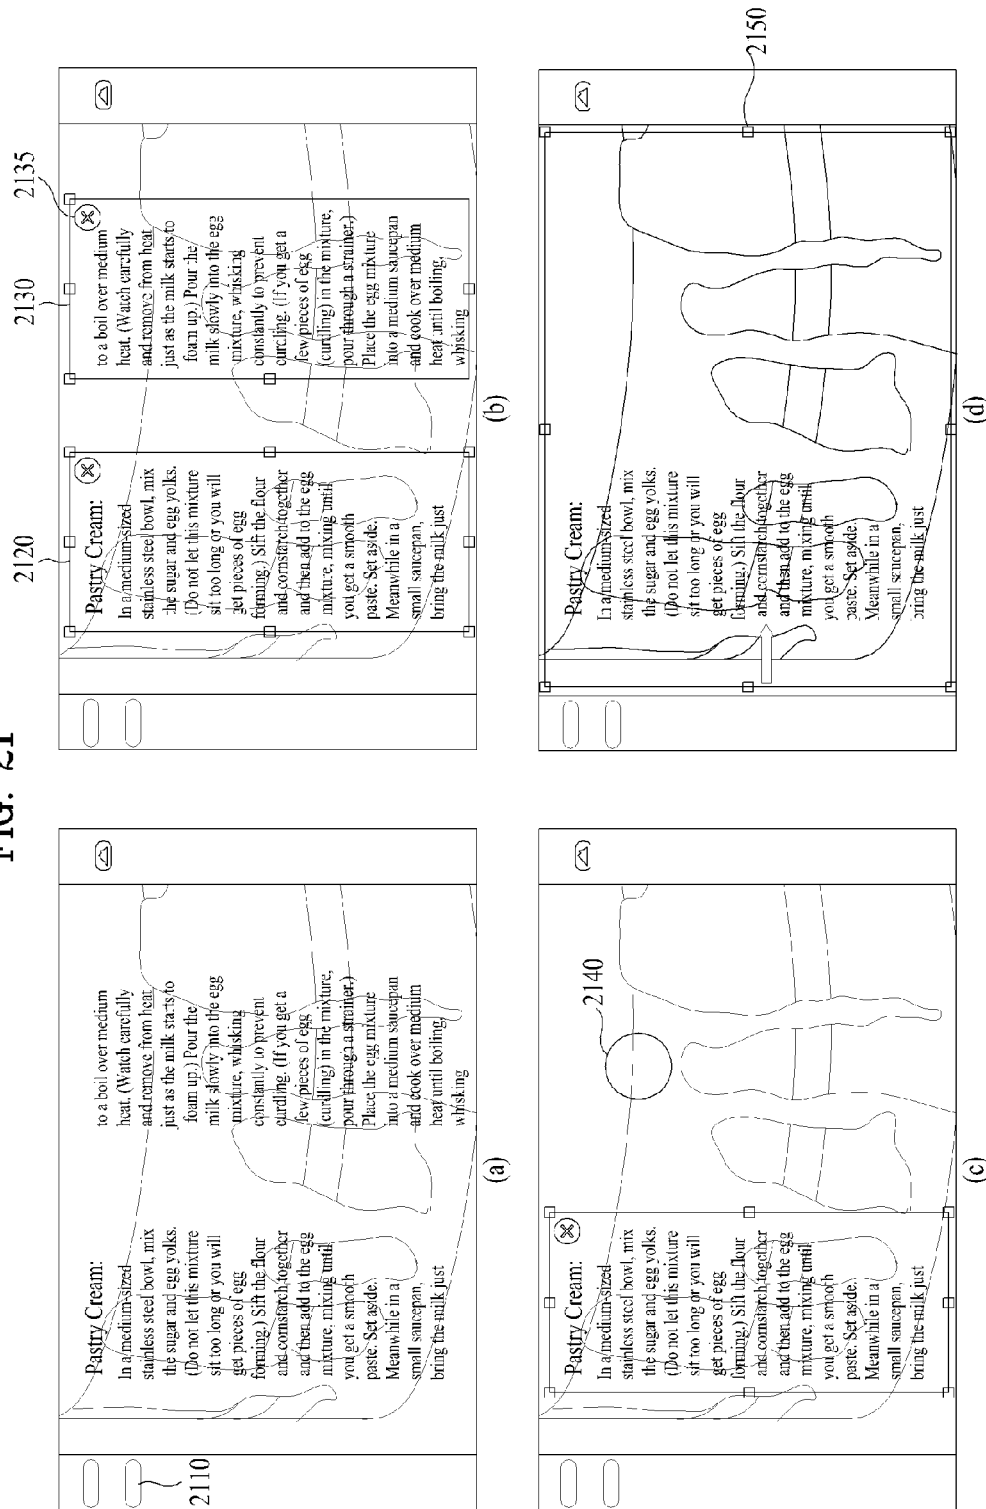 FIG. 21
Pastry Cream:
In a medium-sized
stainless steel bowl, mix
the sugar and egg yolks.
(Do not let this mixture
sit too long or you will
get pieces of egg
forming.) Sift the flour
and cornstarch together
and then add to the egg
mixture, mixing until
you get a smooth
paste. Set aside.
Meanwhile in a
small saucepan,
bring the milk just
to a boil over medium
heat. (Watch carefully
and remove from heat
just as the milk starts to
foam up.) Pour the
milk slowly into the egg
mixture, whisking
constantly to prevent
curdling. (If you get a
few pieces of egg
(curdling) in the mixture,
pour through a strainer.)
Place the egg mixture
into a medium saucepan
and cook over medium
heat until boiling,
whisking
2110
(a)
2120
2130
2135
Pastry Cream:
In a medium-sized
stainless steel bowl, mix
the sugar and egg yolks.
(Do not let this mixture
sit too long or you will
get pieces of egg
forming.) Sift the flour
and cornstarch together
and then add to the egg
mixture, mixing until
you get a smooth
paste. Set aside.
Meanwhile in a
small saucepan,
bring the milk just
to a boil over medium
heat. (Watch carefully
and remove from heat
just as the milk starts to
foam up.) Pour the
milk slowly into the egg
mixture, whisking
constantly to prevent
curdling. (If you get a
few pieces of egg
(curdling) in the mixture,
pour through a strainer.)
Place the egg mixture
into a medium saucepan
and cook over medium
heat until boiling,
whisking
(b)
Pastry Cream:
In a medium-sized
stainless steel bowl, mix
the sugar and egg yolks.
(Do not let this mixture
sit too long or you will
get pieces of egg
forming.) Sift the flour
and cornstarch together
and then add to the egg
mixture, mixing until
you get a smooth
paste. Set aside.
Meanwhile in a
small saucepan,
bring the milk just
2140
(c)
Pastry Cream:
In a medium-sized
stainless steel bowl, mix
the sugar and egg yolks.
(Do not let this mixture
sit too long or you will
get pieces of egg
forming.) Sift the flour
and cornstarch together
and then add to the egg
mixture, mixing until
you get a smooth
paste. Set aside.
Meanwhile in a
small saucepan,
bring the milk just
2150
(d)